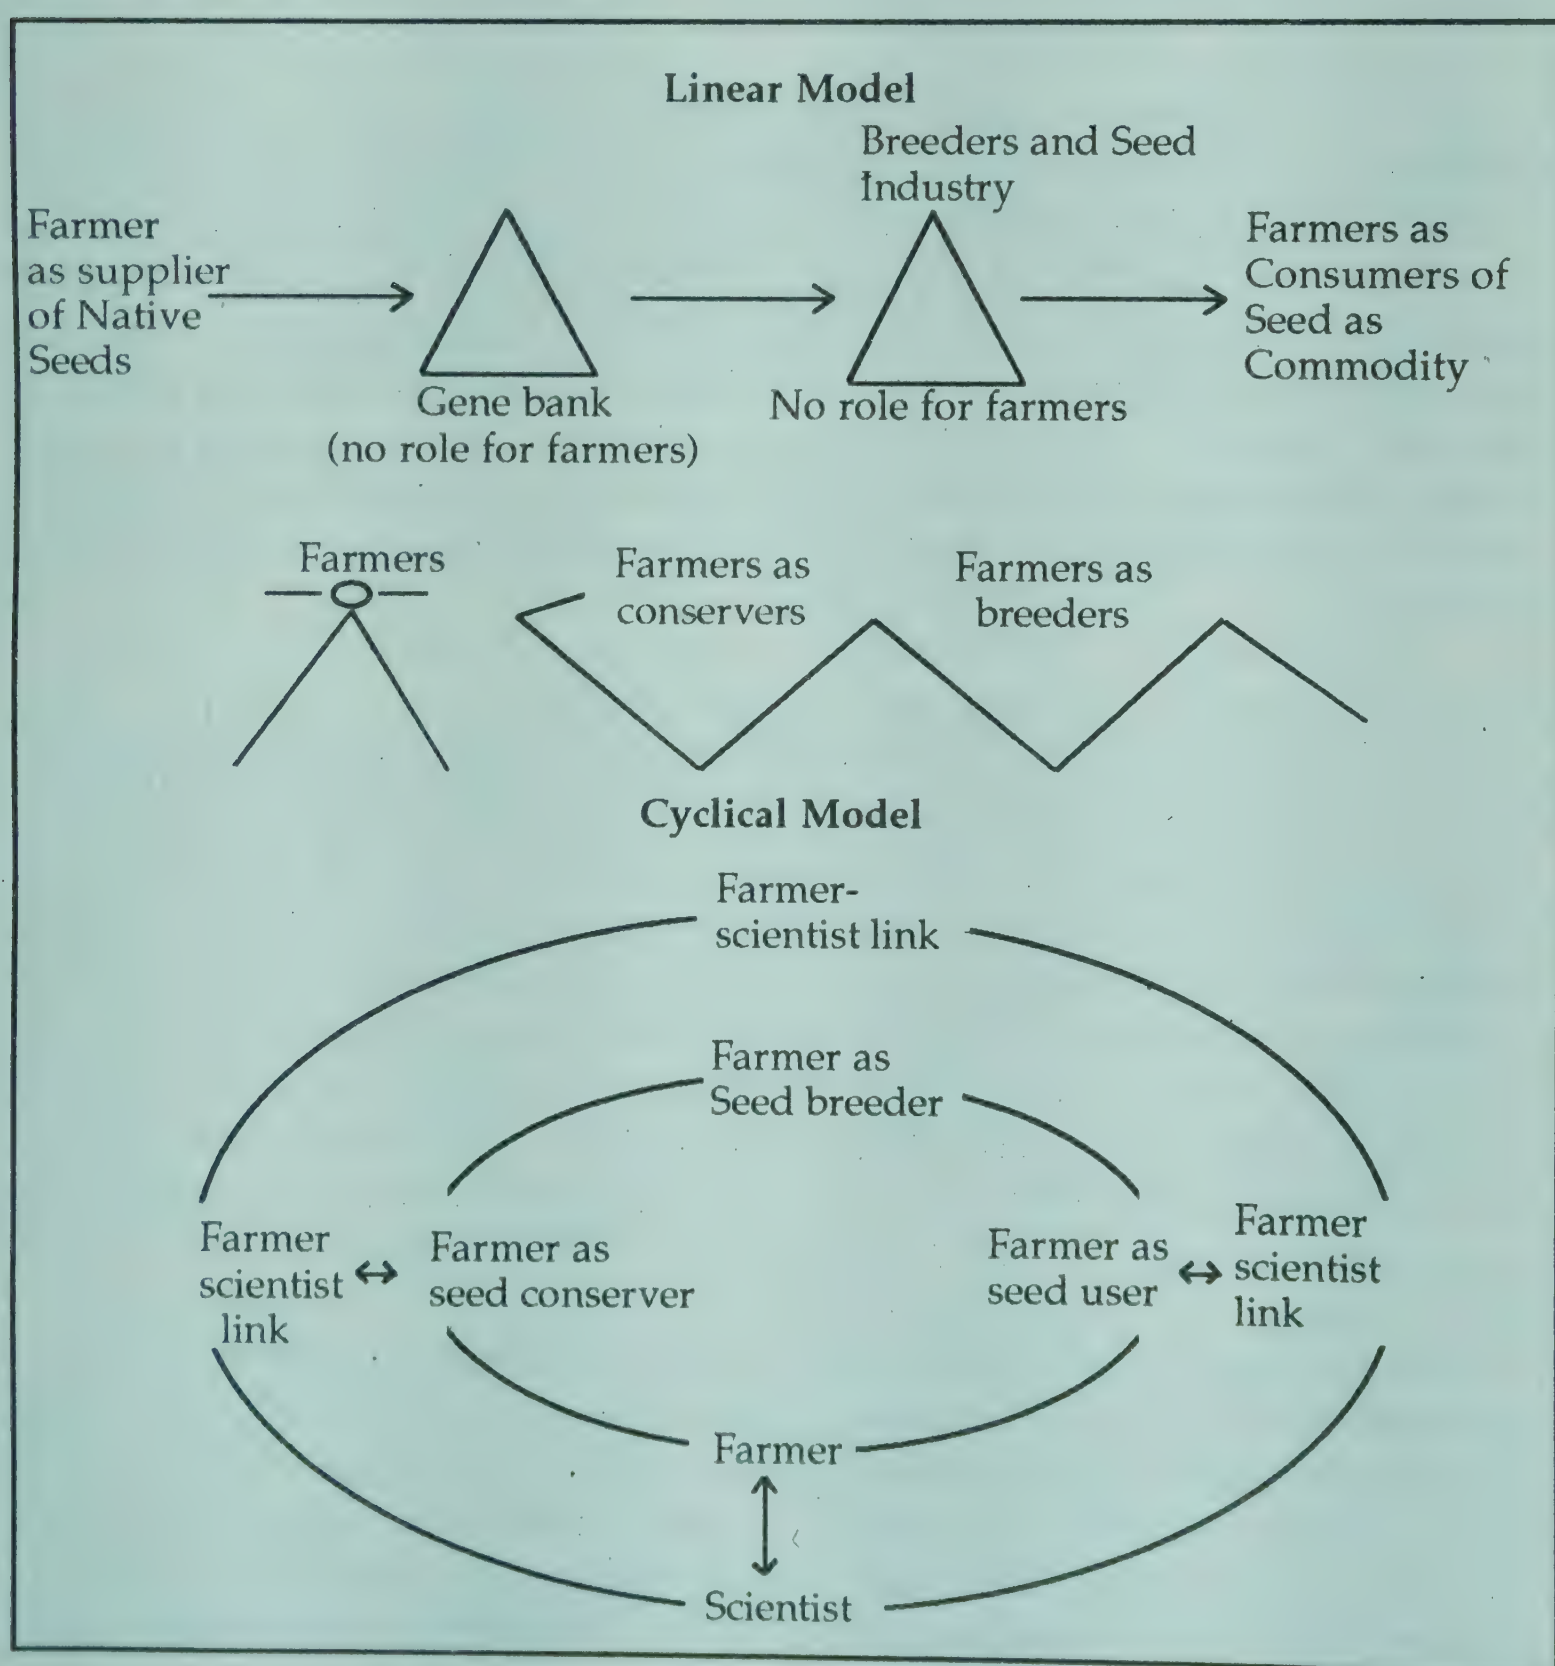 Linear Model
Farmer
as supplier
of Native
Seeds
Gene bank
(no role for farmers)
Breeders and Seed
Industry
No role for farmers
Farmers as
Consumers of
Seed as
Commodity
Farmers
Farmers as
conservers
Farmers as
breeders
Cyclical Model
Farmer-
scientist link
Farmer as
Seed breeder
Farmer
scientist
link
Farmer as
seed conserver
Farmer as
seed user
Farmer
scientist
link
Farmer
Scientist